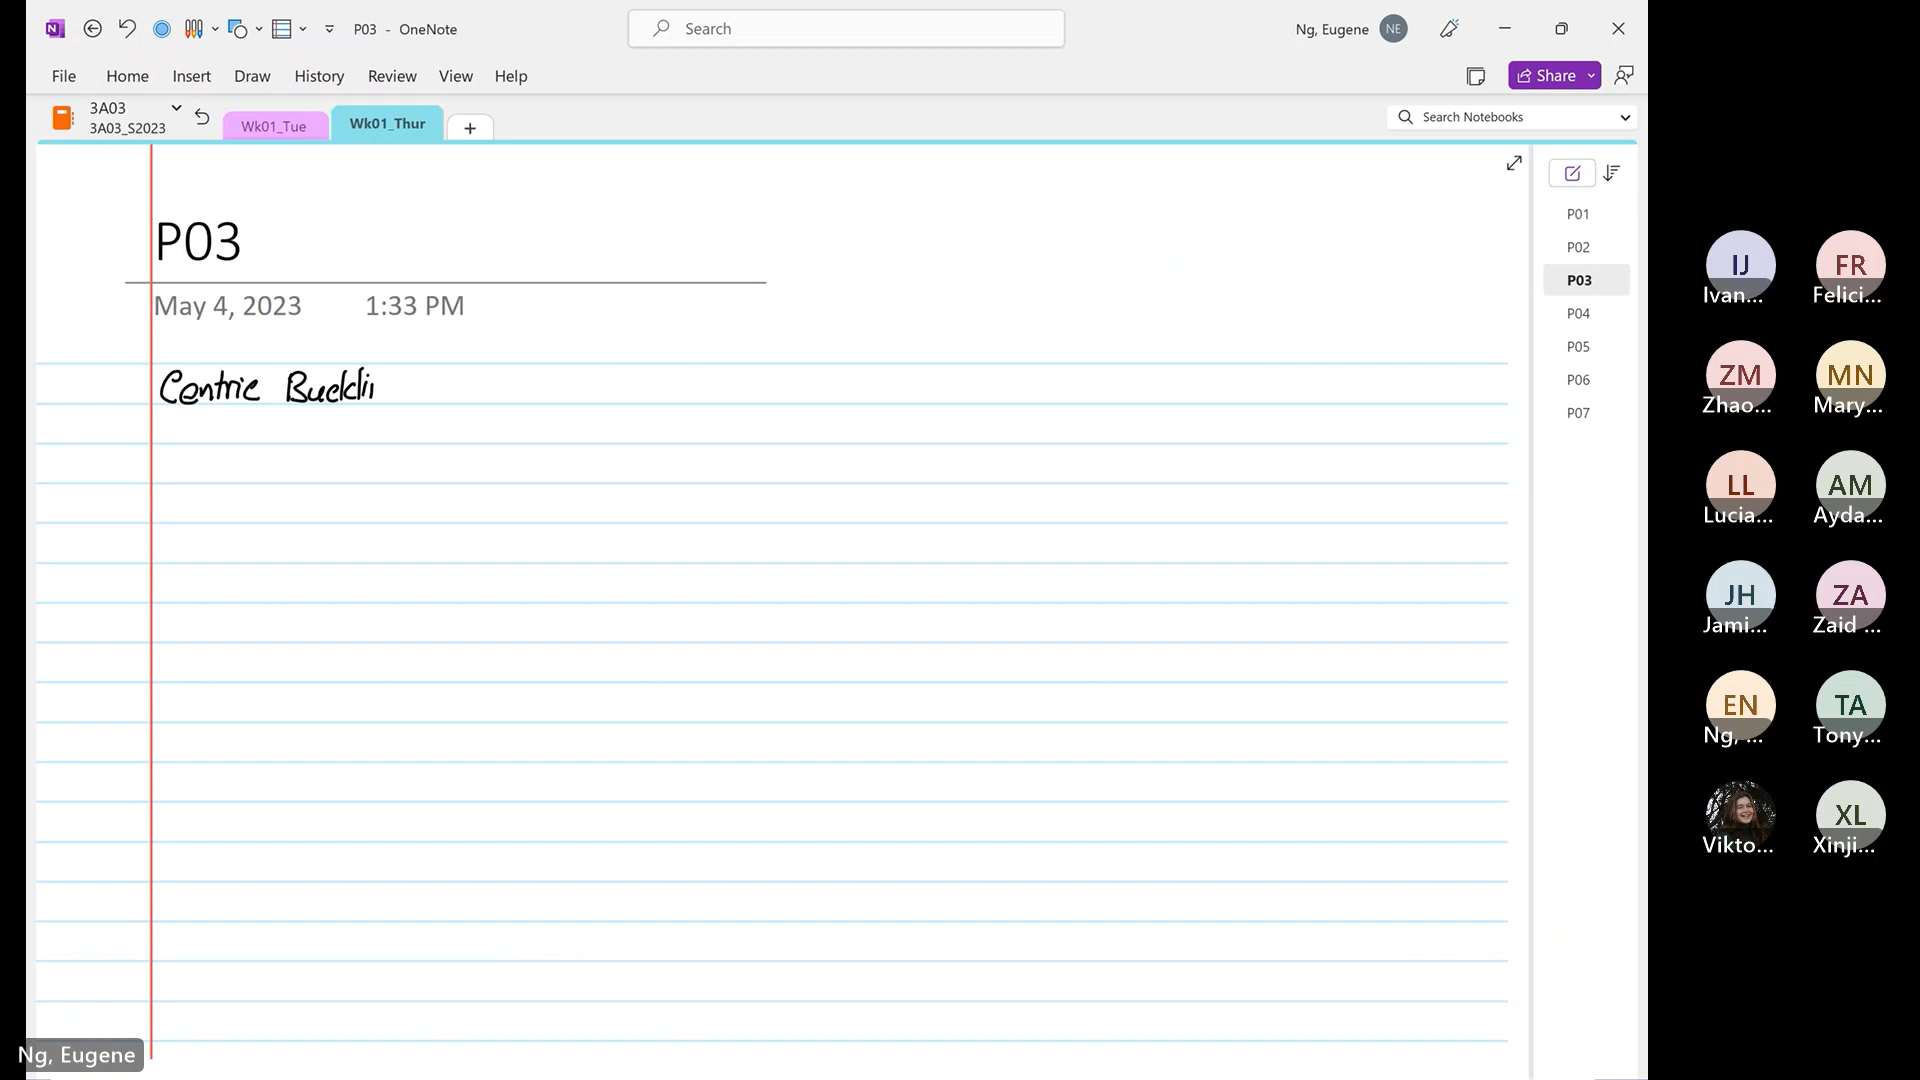 P03 - OneNote
Search
Ng, Eugene
NE
File Home Insert Draw History Review View Help
Share
3A03
3A03_S2023
Wk01_Tue
Wk01_Thur
+
Search Notebooks
P03
May 4, 2023 1:33 PM
Centric Bucklin
P01
P02
P03
P04
P05
P06
P07
IJ
Ivan...
FR
Felici...
ZM
Zhao...
MN
Mary...
LL
Lucia...
AM
Ayda...
JH
Jami...
ZA
Zaid ...
EN
Ng, ...
TA
Tony...
Vikto...
XL
Xinji...
Ng, Eugene